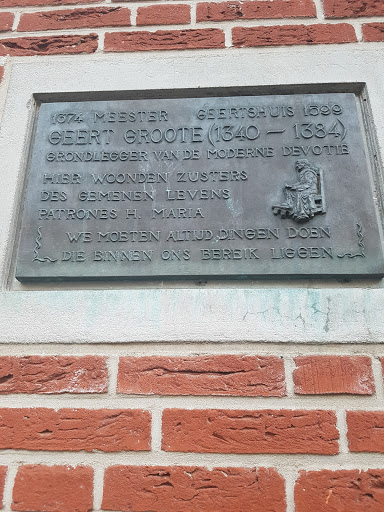 1374 MEESTER GEERTSHUIS 1599
GEERT GROOTE (1340 — 1384)
GRONDLEGGER VAN DE MODERNE DEVOTIE
HIER WOONDEN ZUSTERS
DES GEMENEN LEVENS
PATRONES H. MARIA
WE MOETEN ALTIJD DINGEN DOEN
DIE BINNEN ONS BEREIK LIGGEN